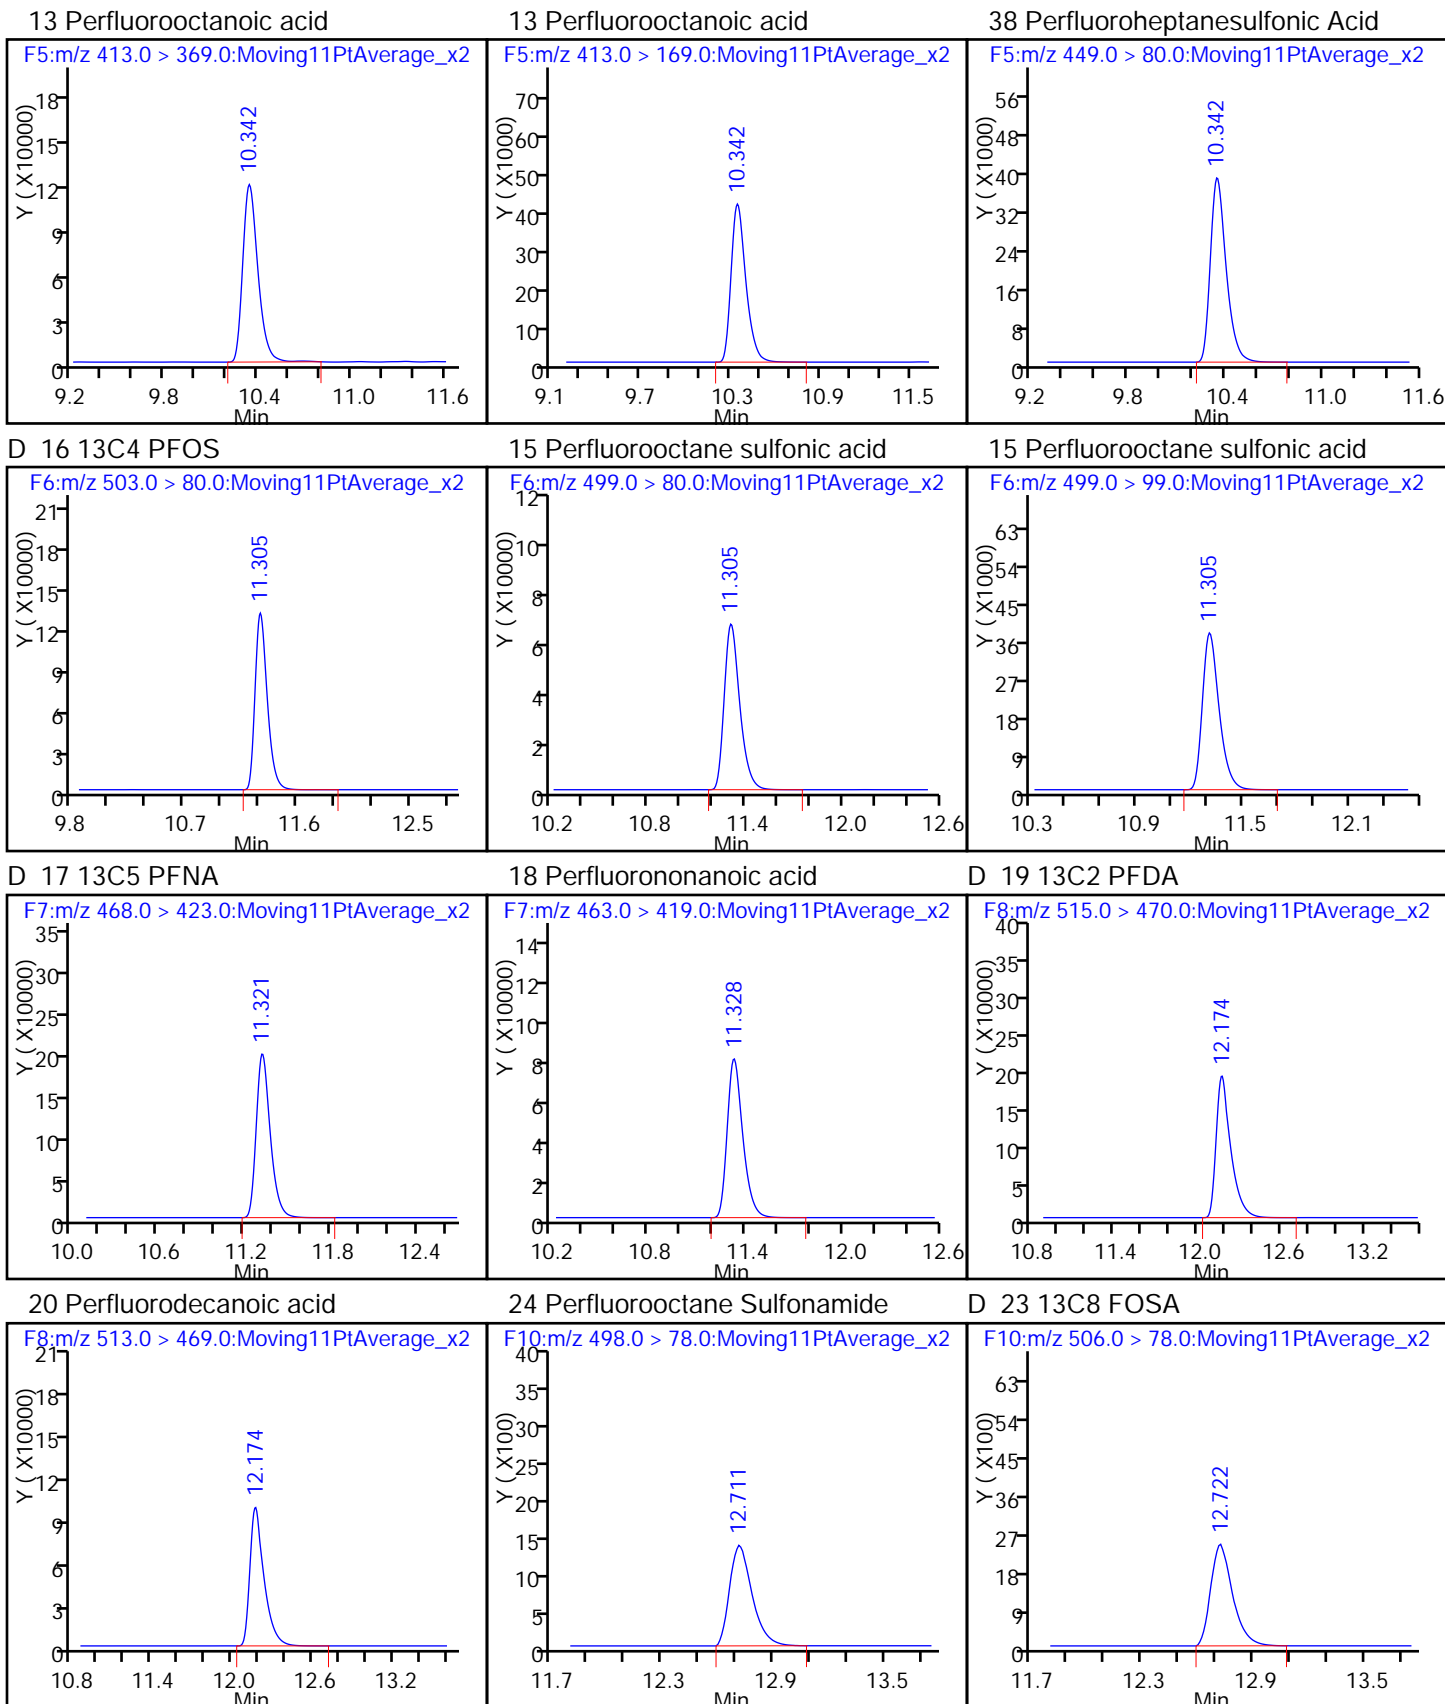 13 Perfluorooctanoic acid
F5:m/z 413.0 > 369.0:Moving11PtAverage_x2
Y ( X10000)
18
15
12
9
6
3
0
10.342
9.2 9.8 10.4 11.0 11.6
Min
13 Perfluorooctanoic acid
F5:m/z 413.0 > 169.0:Moving11PtAverage_x2
Y ( X1000)
70
60
50
40
30
20
10
0
10.342
9.1 9.7 10.3 10.9 11.5
Min
38 Perfluoroheptanesulfonic Acid
F5:m/z 449.0 > 80.0:Moving11PtAverage_x2
Y ( X1000)
56
48
40
32
24
16
8
0
10.342
9.2 9.8 10.4 11.0 11.6
Min
D 16 13C4 PFOS
F6:m/z 503.0 > 80.0:Moving11PtAverage_x2
Y ( X10000)
21
18
15
12
9
6
3
0
11.305
9.8 10.7 11.6 12.5
Min
15 Perfluorooctane sulfonic acid
F6:m/z 499.0 > 80.0:Moving11PtAverage_x2
Y ( X10000)
12
10
8
6
4
2
0
11.305
10.2 10.8 11.4 12.0 12.6
Min
15 Perfluorooctane sulfonic acid
F6:m/z 499.0 > 99.0:Moving11PtAverage_x2
Y ( X1000)
63
54
45
36
27
18
9
0
11.305
10.3 10.9 11.5 12.1
Min
D 17 13C5 PFNA
F7:m/z 468.0 > 423.0:Moving11PtAverage_x2
Y ( X10000)
35
30
25
20
15
10
5
0
11.321
10.0 10.6 11.2 11.8 12.4
Min
18 Perfluorononanoic acid
F7:m/z 463.0 > 419.0:Moving11PtAverage_x2
Y ( X10000)
14
12
10
8
6
4
2
0
11.328
10.2 10.8 11.4 12.0 12.6
Min
D 19 13C2 PFDA
F8:m/z 515.0 > 470.0:Moving11PtAverage_x2
Y ( X10000)
40
35
30
25
20
15
10
5
0
12.174
10.8 11.4 12.0 12.6 13.2
Min
20 Perfluorodecanoic acid
F8:m/z 513.0 > 469.0:Moving11PtAverage_x2
Y ( X10000)
21
18
15
12
9
6
3
0
12.174
10.8 11.4 12.0 12.6 13.2
Min
24 Perfluorooctane Sulfonamide
F10:m/z 498.0 > 78.0:Moving11PtAverage_x2
Y ( X100)
40
35
30
25
20
15
10
5
0
12.711
11.7 12.3 12.9 13.5
Min
D 23 13C8 FOSA
F10:m/z 506.0 > 78.0:Moving11PtAverage_x2
Y ( X100)
63
54
45
36
27
18
9
0
12.722
11.7 12.3 12.9 13.5
Min